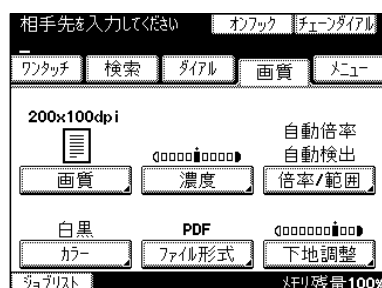 相手先を入力してください オンフック チェーンダイアル
ワンタッチ 検索 ダイアル 画質 メニュー
200x100dpi
自動倍率
自動検出
画質 濃度 倍率/範囲
白黒 PDF
カラー ファイル形式 下地調整
ジョブリスト メモリ残量100%